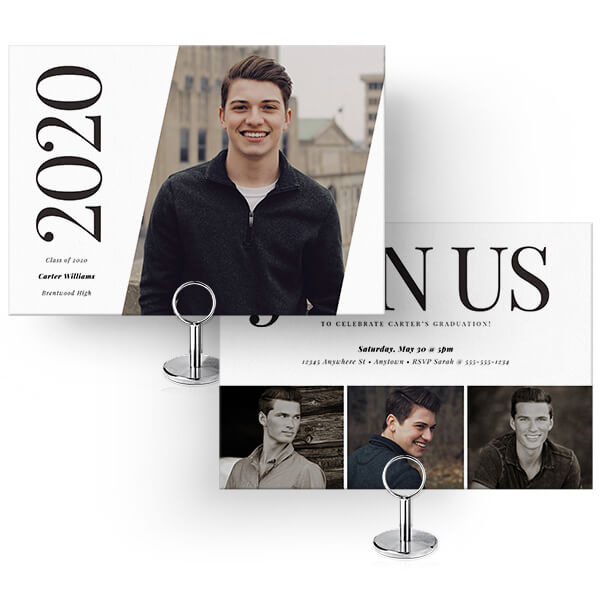 2020
Class of 2020
Carter Williams
Brentwood High
US
TO CELEBRATE CARTER'S GRADUATION!
Saturday, May 30 @ 5pm
12345 Anywhere St • Anytown • RSVP Sarah @ 555-555-1234